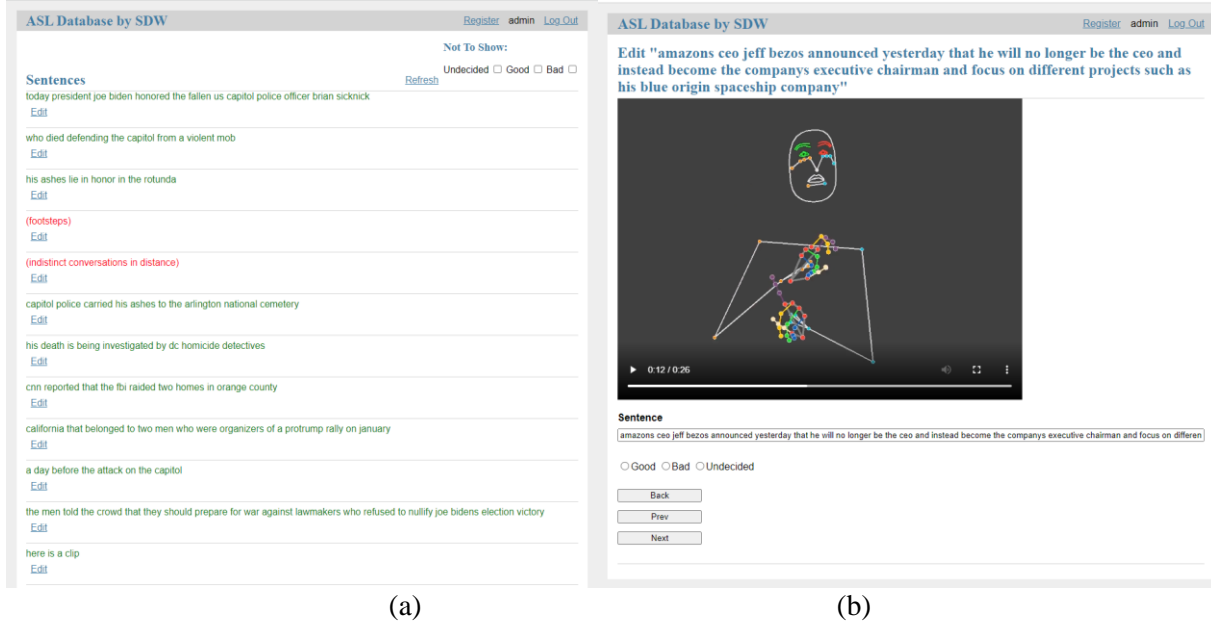 ASL Database by SDW
Register admin Log Out
Not To Show:
Undecided Good Bad
Sentences
Refresh
today president joe biden honored the fallen us capitol police officer brian sicknick
Edit
who died defending the capitol from a violent mob
Edit
his ashes lie in honor in the rotunda
Edit
(footsteps)
Edit
(indistinct conversations in distance)
Edit
capitol police carried his ashes to the arlington national cemetery
Edit
his death is being investigated by dc homicide detectives
Edit
cnn reported that the fbi raided two homes in orange county
Edit
california that belonged to two men who were organizers of a protrump rally on january
Edit
a day before the attack on the capitol
Edit
the men told the crowd that they should prepare for war against lawmakers who refused to nullify joe bidens election victory
Edit
here is a clip
Edit
(a)
ASL Database by SDW
Register admin Log Out
Edit "amazons ceo jeff bezos announced yesterday that he will no longer be the ceo and
instead become the companys executive chairman and focus on different projects such as
his blue origin spaceship company"
0:12 / 0:26
Sentence
amazons ceo jeff bezos announced yesterday that he will no longer be the ceo and instead become the companys executive chairman and focus on differen
Good Bad Undecided
Back
Prev
Next
(b)